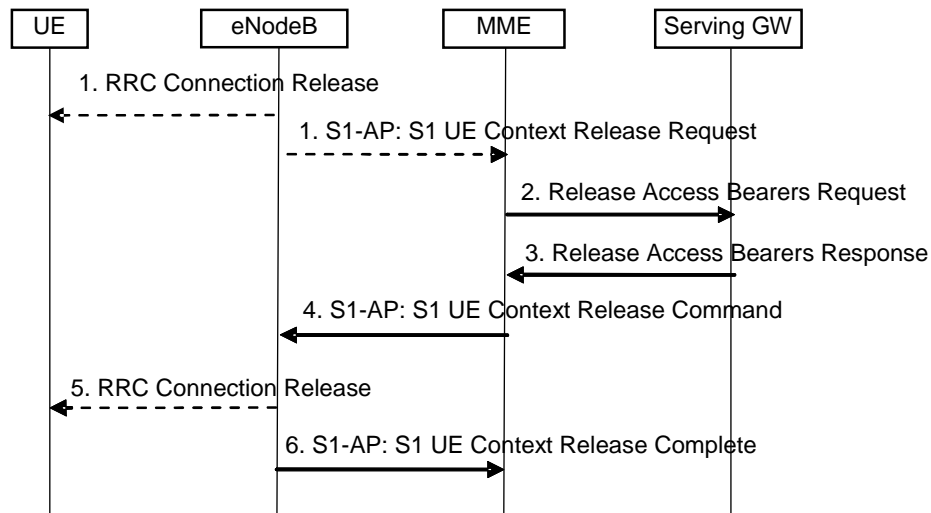 UE
eNodeB
MME
Serving GW
1. RRC Connection Release
1. S1-AP: S1 UE Context Release Request
2. Release Access Bearers Request
3. Release Access Bearers Response
4. S1-AP: S1 UE Context Release Command
5. RRC Connection Release
6. S1-AP: S1 UE Context Release Complete